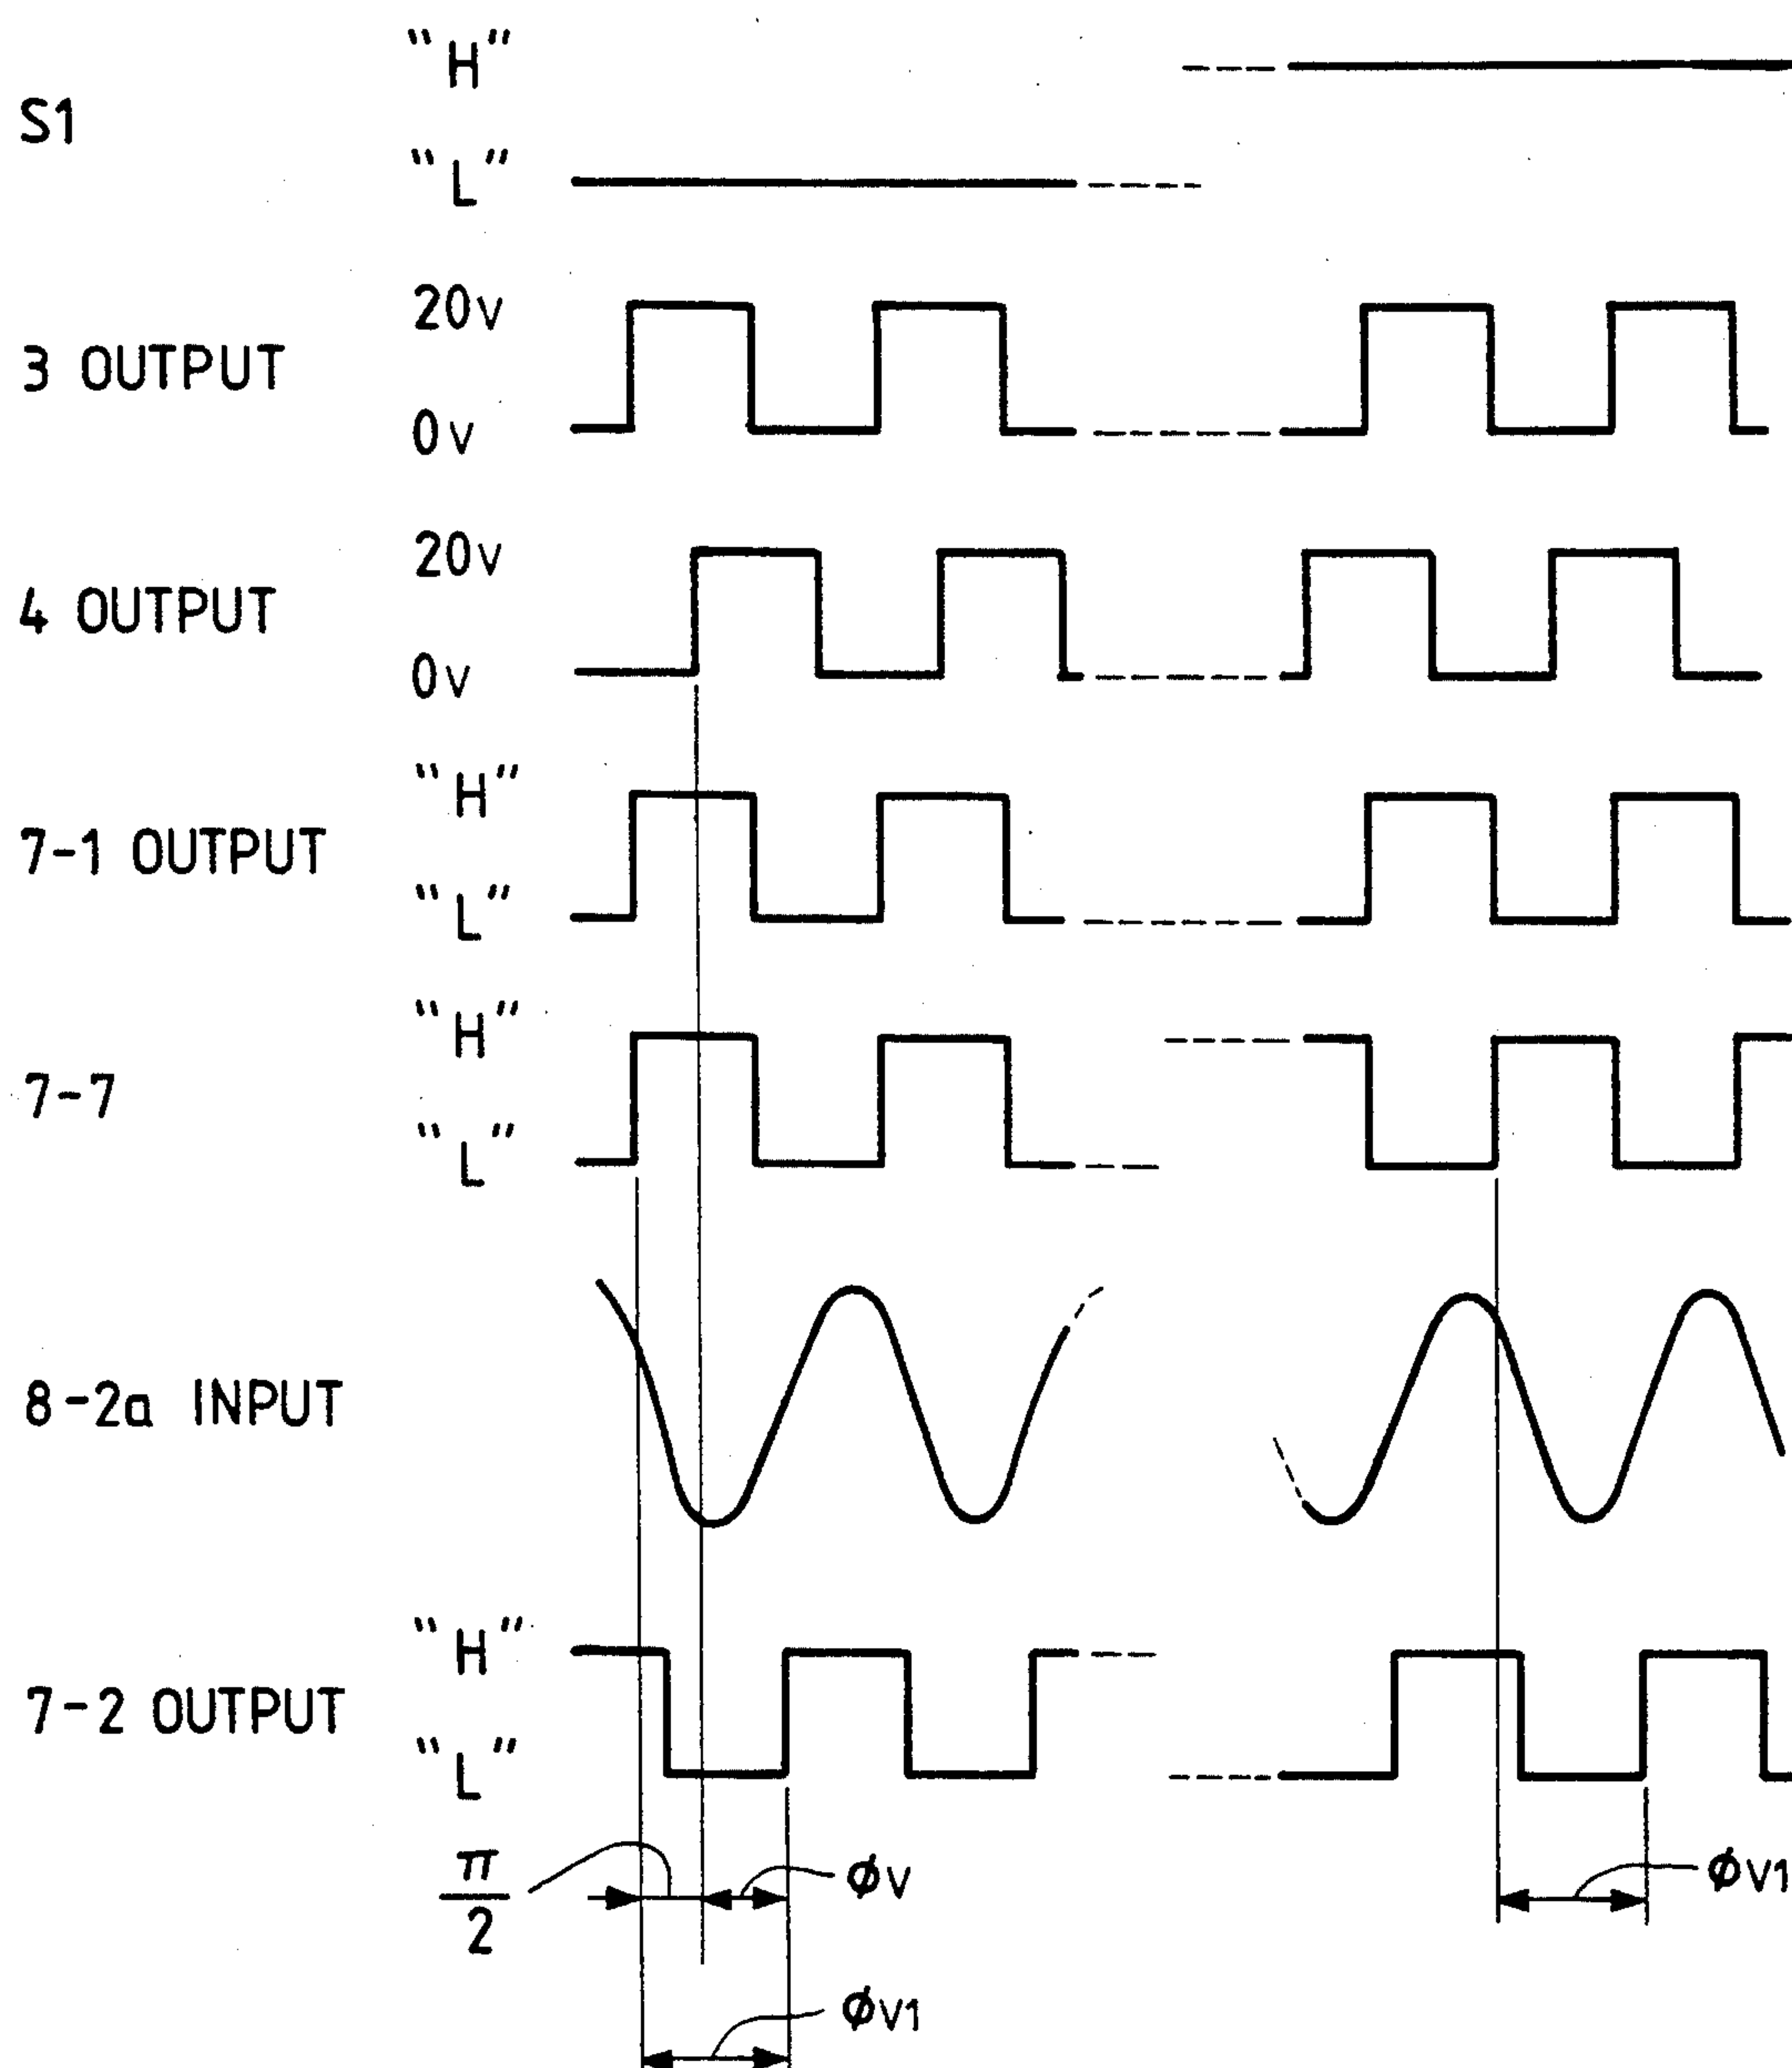 "H"
S1
"L"
20V
3 OUTPUT
0V
20V
4 OUTPUT
0V
"H"
7-1 OUTPUT
"L"
"H"
7-7
"L"
8-2a INPUT
"H"
7-2 OUTPUT
"L"
π/2
ϕV
ϕV1
ϕV1